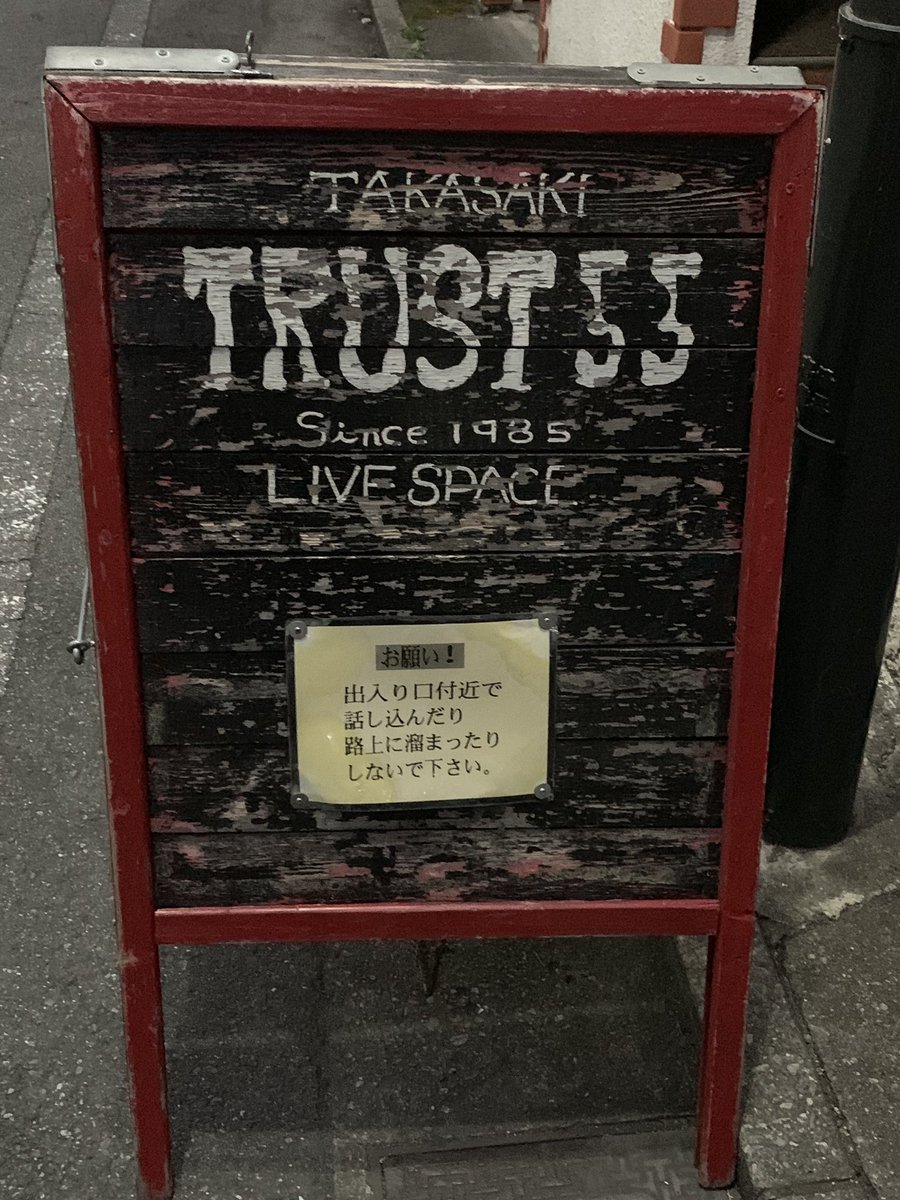 TAKASAKI
TRUST 55
Since 1985
LIVE SPACE
お願い！
出入り口付近で
話し込んだり
路上に溜まったり
しないで下さい。